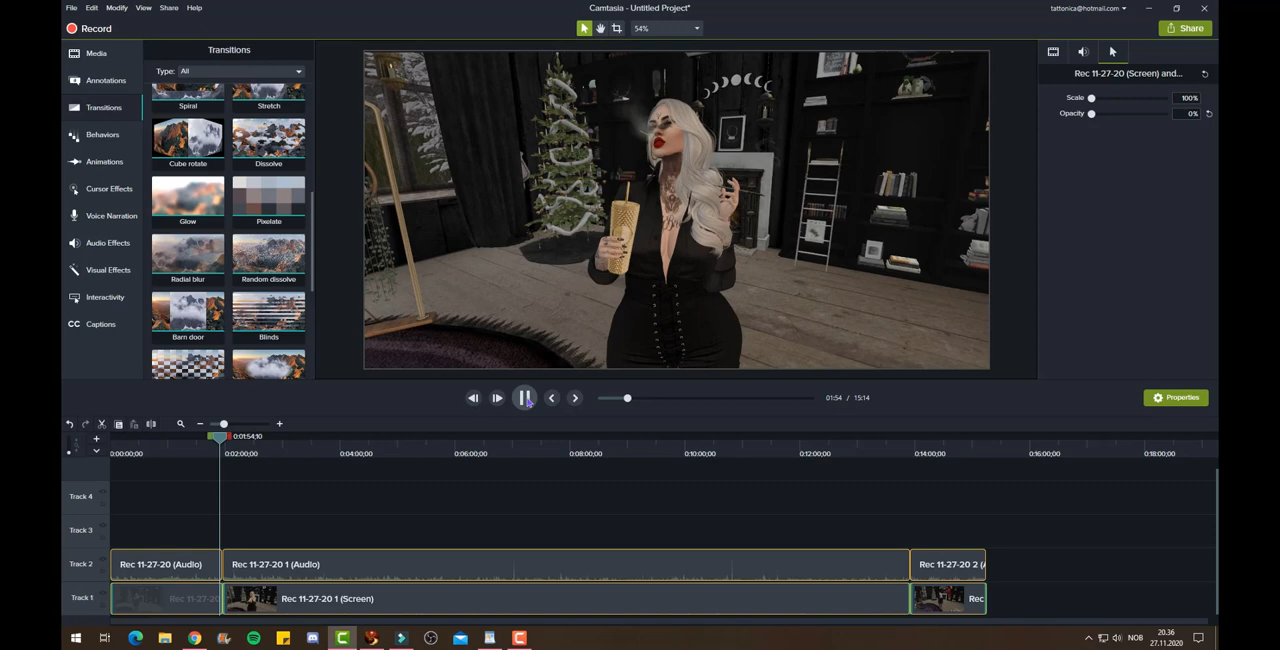 File Edit Modify View Share Help
Camtasia - Untitled Project*
tattonica@hotmail.com
Record
54%
Share
Media
Annotations
Transitions
Behaviors
Animations
Cursor Effects
Voice Narration
Audio Effects
Visual Effects
Interactivity
CC Captions
Transitions
Type: All
Spiral
Stretch
Cube rotate
Dissolve
Glow
Pixelate
Radial blur
Random dissolve
Barn door
Blinds
Rec 11-27-20 (Screen) and...
Scale 100%
Opacity 0%
01:54 / 15:14
Properties
0:01:54;10
0:00:00;00 0:02:00;00 0:04:00;00 0:06:00;00 0:08:00;00 0:10:00;00 0:12:00;00 0:14:00;00 0:16:00;00 0:18:00;00
Track 4
Track 3
Track 2
Rec 11-27-20 (Audio)
Rec 11-27-20 1 (Audio)
Rec 11-27-20 2 (A
Track 1
Rec 11-27-20
Rec 11-27-20 1 (Screen)
Rec
NOB
20.36
27.11.2020